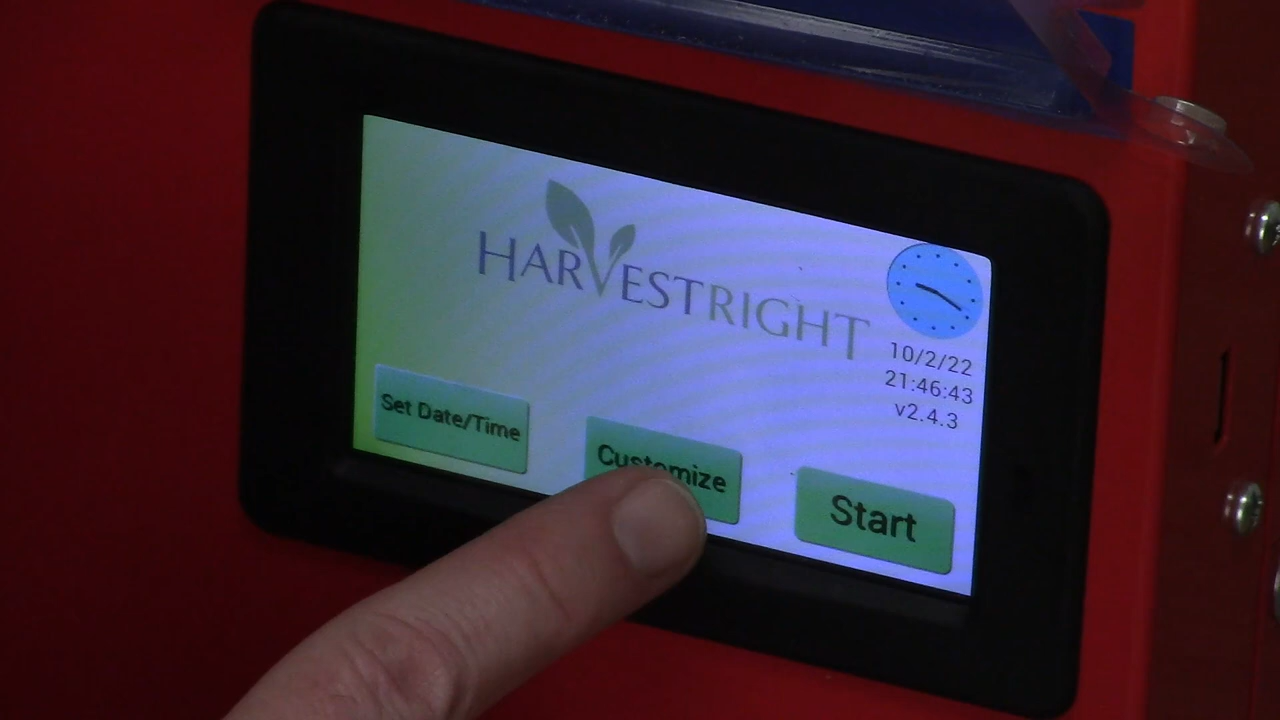 HARVESTRIGHT
10/2/22
21:46:43
v2.4.3
Set Date/Time
Customize
Start